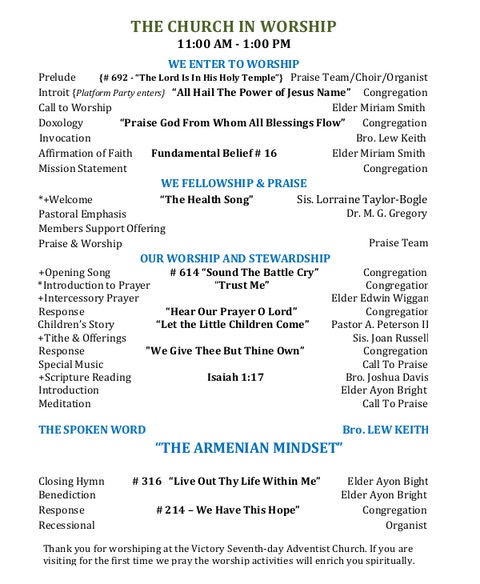 THE CHURCH IN WORSHIP
11:00 AM - 1:00 PM
WE ENTER TO WORSHIP
Prelude {# 692 - "The Lord Is In His Holy Temple"} Praise Team/Choir/Organist
Introit {Platform Party enters} "All Hail The Power of Jesus Name" Congregation
Call to Worship Elder Miriam Smith
Doxology "Praise God From Whom All Blessings Flow" Congregation
Invocation Bro. Lew Keith
Affirmation of Faith Fundamental Belief # 16 Elder Miriam Smith
Mission Statement Congregation
WE FELLOWSHIP & PRAISE
*+Welcome "The Health Song" Sis. Lorraine Taylor-Bogle
Pastoral Emphasis Dr. M. G. Gregory
Members Support Offering
Praise & Worship Praise Team
OUR WORSHIP AND STEWARDSHIP
+Opening Song # 614 "Sound The Battle Cry" Congregation
*Introduction to Prayer "Trust Me" Congregation
+Intercessory Prayer Elder Edwin Wiggan
Response "Hear Our Prayer O Lord" Congregation
Children's Story "Let the Little Children Come" Pastor A. Peterson II
+Tithe & Offerings Sis. Joan Russell
Response "We Give Thee But Thine Own" Congregation
Special Music Call To Praise
+Scripture Reading Isaiah 1:17 Bro. Joshua Davis
Introduction Elder Ayon Bright
Meditation Call To Praise
THE SPOKEN WORD Bro. LEW KEITH
"THE ARMENIAN MINDSET"
Closing Hymn # 316 "Live Out Thy Life Within Me" Elder Ayon Bight
Benediction Elder Ayon Bright
Response # 214 – We Have This Hope" Congregation
Recessional Organist
Thank you for worshiping at the Victory Seventh-day Adventist Church. If you are
visiting for the first time we pray the worship activities will enrich you spiritually.